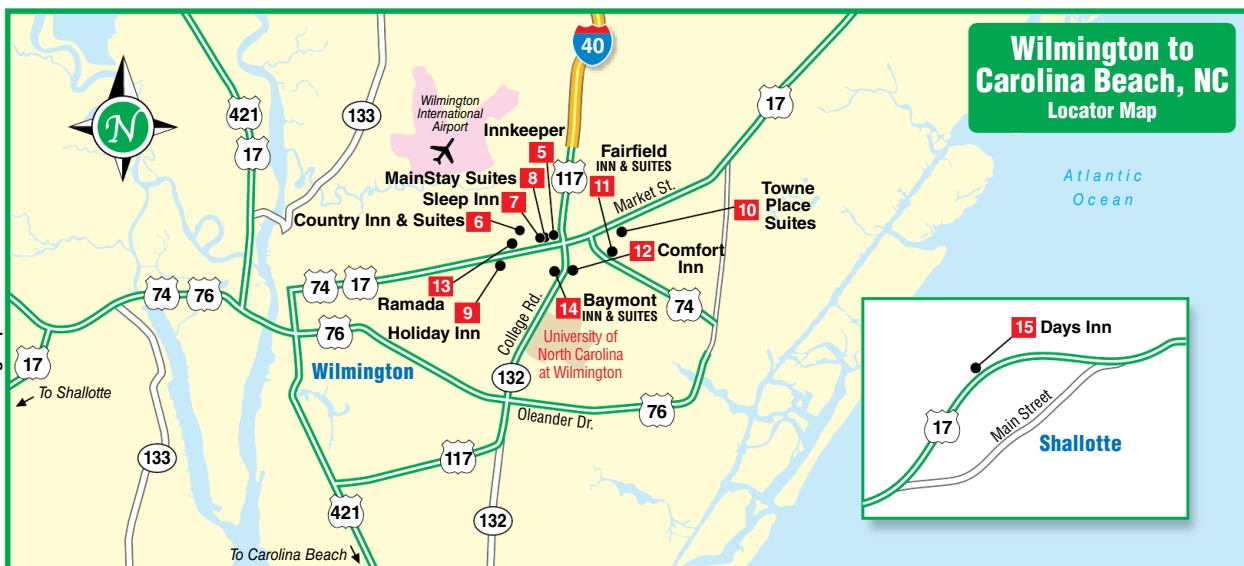 Wilmington to
Carolina Beach, NC
Locator Map
N
40
421
17
133
Wilmington
International
Airport
Innkeeper
5
117
Fairfield
INN & SUITES
11
17
Market St.
MainStay Suites 8
Sleep Inn 7
Country Inn & Suites 6
10 Towne
Place
Suites
Atlantic
Ocean
12 Comfort
Inn
13
Ramada
9
Holiday Inn
14 Baymont
INN & SUITES
74 17
74 76
76
74
College Rd.
University of
North Carolina
at Wilmington
Wilmington
17
To Shallotte
132
Oleander Dr.
76
133
117
421
132
To Carolina Beach
15 Days Inn
17
Main Street
Shallotte